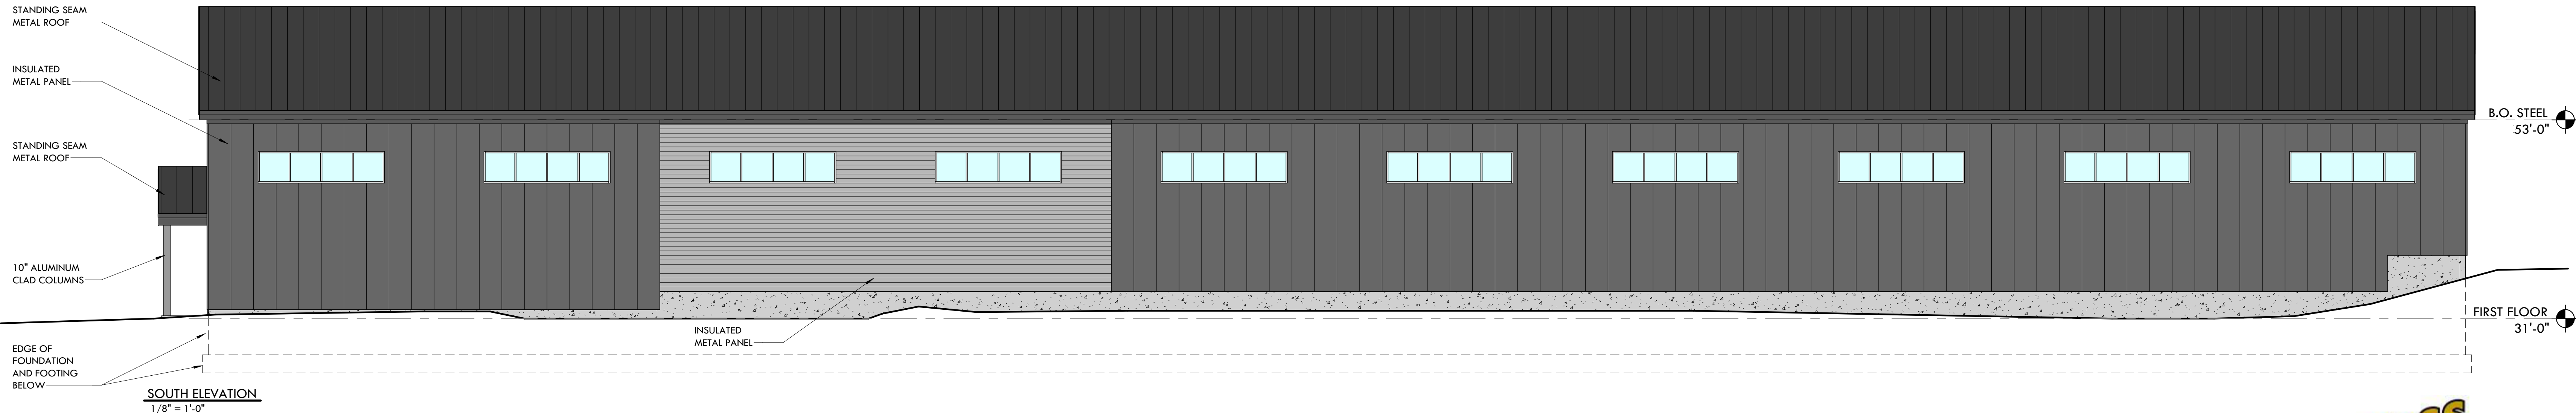 STANDING SEAM
METAL ROOF
INSULATED
METAL PANEL
STANDING SEAM
METAL ROOF
10" ALUMINUM
CLAD COLUMNS
EDGE OF
FOUNDATION
AND FOOTING
BELOW
INSULATED
METAL PANEL
B.O. STEEL
53'-0"
FIRST FLOOR
31'-0"
SOUTH ELEVATION
1/8" = 1'-0"